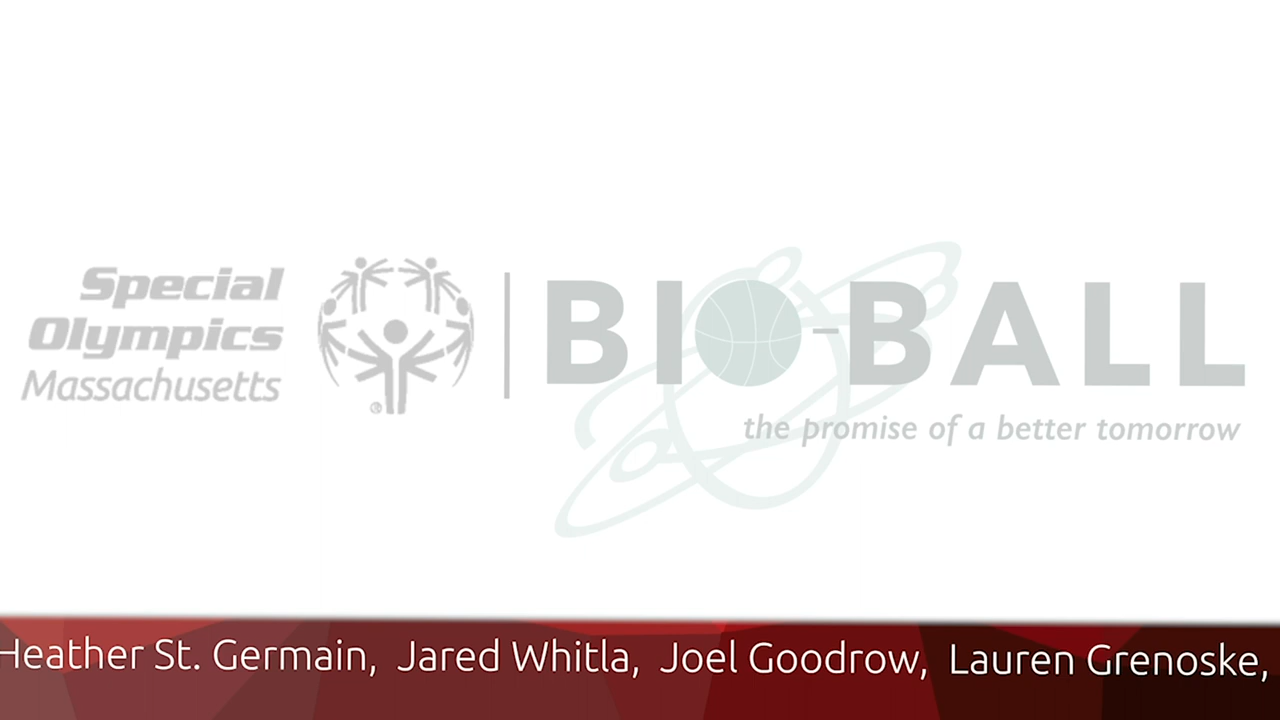 Special
Olympics
Massachusetts
®
BIO-BALL
the promise of a better tomorrow
Heather St. Germain, Jared Whitla, Joel Goodrow, Lauren Grenoske,